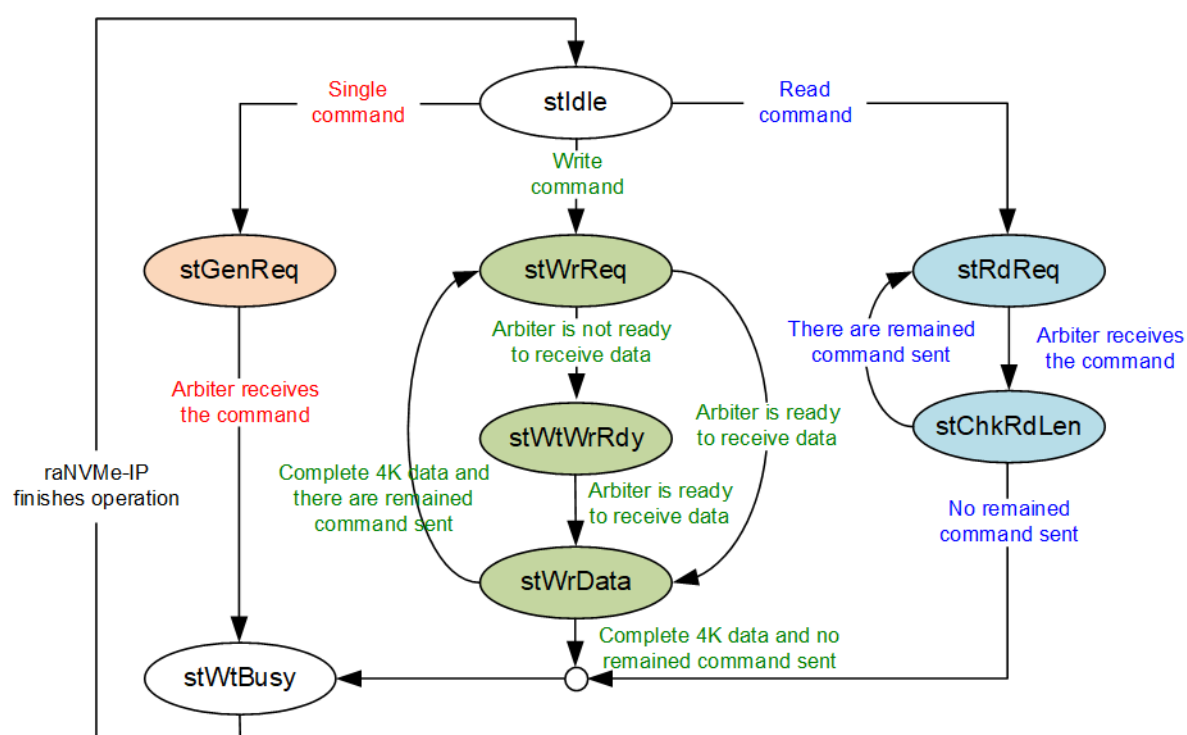 stIdle
Single
command
Read
command
Write
command
stGenReq
stWrReq
stRdReq
Arbiter is not ready
to receive data
There are remained
command sent
Arbiter receives
the command
Arbiter receives
the command
Arbiter is ready
to receive data
stChkRdLen
stWtWrRdy
raNVMe-IP
finishes operation
Complete 4K data and
there are remained
command sent
Arbiter is ready
to receive data
No remained
command sent
stWrData
Complete 4K data and no
remained command sent
stWtBusy